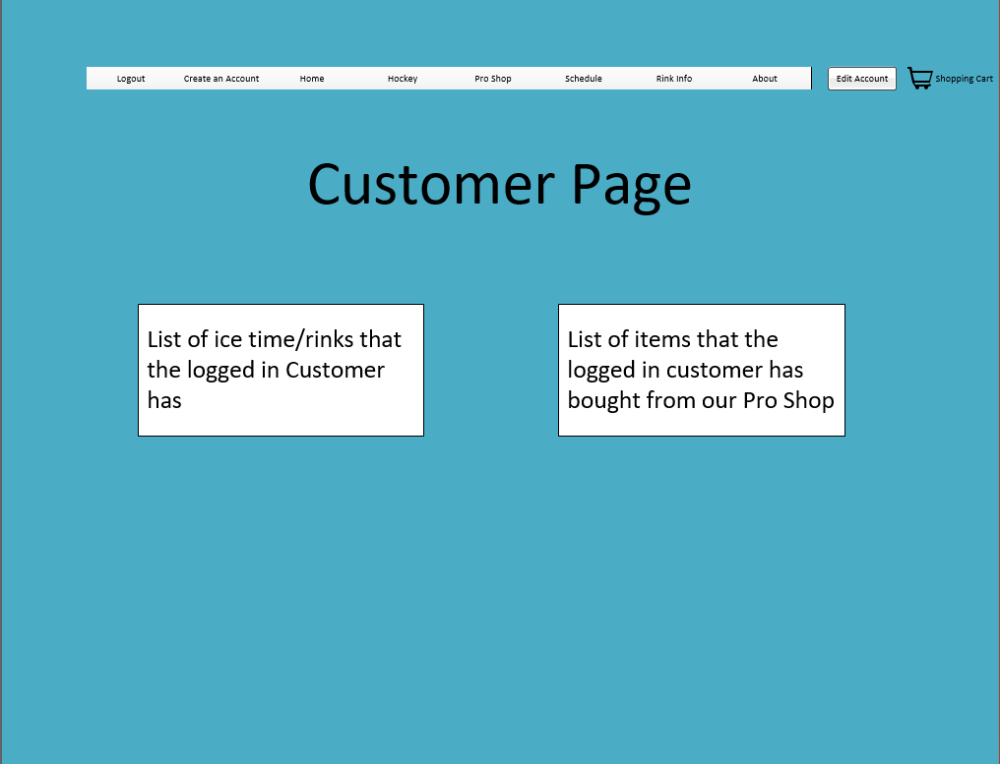 Logout Create an Account Home Hockey Pro Shop Schedule Rink Info About Edit Account Shopping Cart
Customer Page
List of ice time/rinks that
the logged in Customer
has
List of items that the
logged in customer has
bought from our Pro Shop